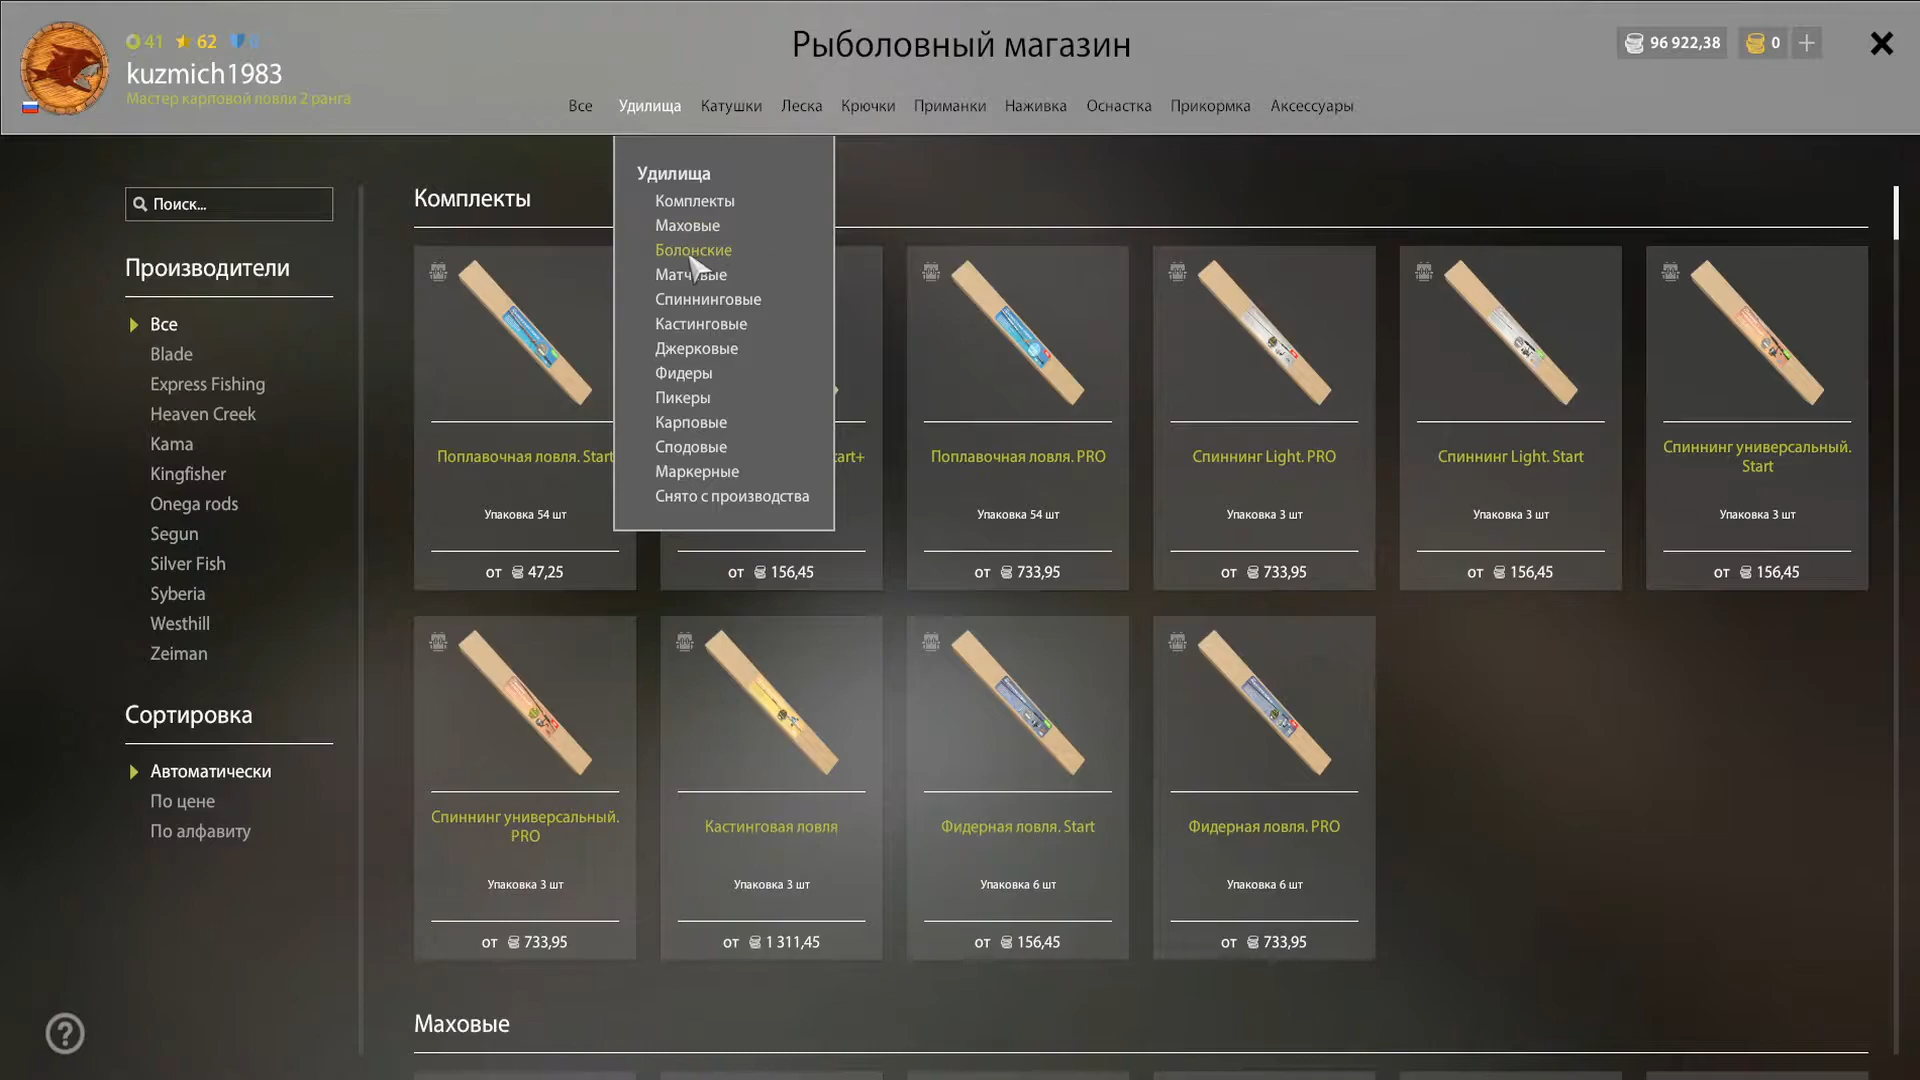 41 62 0
kuzmich1983
Мастер карповой ловли 2 ранга
Рыболовный магазин
96 922,38
0
Все Удилища Катушки Леска Крючки Приманки Наживка Оснастка Прикормка Аксессуары
Поиск...
Производители
Все
Blade
Express Fishing
Heaven Creek
Kama
Kingfisher
Onega rods
Segun
Silver Fish
Syberia
Westhill
Zeiman
Сортировка
Автоматически
По цене
По алфавиту
Удилища
Комплекты
Маховые
Болонские
Матчевые
Спиннинговые
Кастинговые
Джерковые
Фидеры
Пикеры
Карповые
Сподовые
Маркерные
Снято с производства
Комплекты
Поплавочная ловля. Start
Упаковка 54 шт
от 47,25
tart+
от 156,45
Поплавочная ловля. PRO
Упаковка 54 шт
от 733,95
Спиннинг Light. PRO
Упаковка 3 шт
от 733,95
Спиннинг Light. Start
Упаковка 3 шт
от 156,45
Спиннинг универсальный.
Start
Упаковка 3 шт
от 156,45
Спиннинг универсальный.
PRO
Упаковка 3 шт
от 733,95
Кастинговая ловля
Упаковка 3 шт
от 1 311,45
Фидерная ловля. Start
Упаковка 6 шт
от 156,45
Фидерная ловля. PRO
Упаковка 6 шт
от 733,95
Маховые